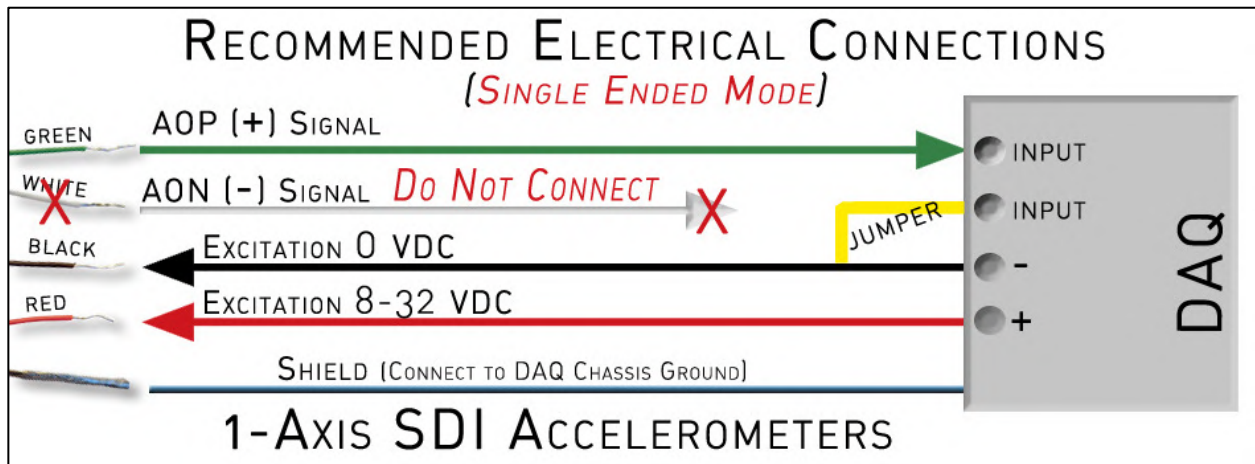 RECOMMENDED ELECTRICAL CONNECTIONS
(SINGLE ENDED MODE)
GREEN
AOP (+) SIGNAL
INPUT
WHITE
AON (-) SIGNAL DO NOT CONNECT
X
X
INPUT
JUMPER
BLACK
EXCITATION 0 VDC
-
RED
EXCITATION 8-32 VDC
+
DAQ
SHIELD (CONNECT TO DAQ CHASSIS GROUND)
1-AXIS SDI ACCELEROMETERS